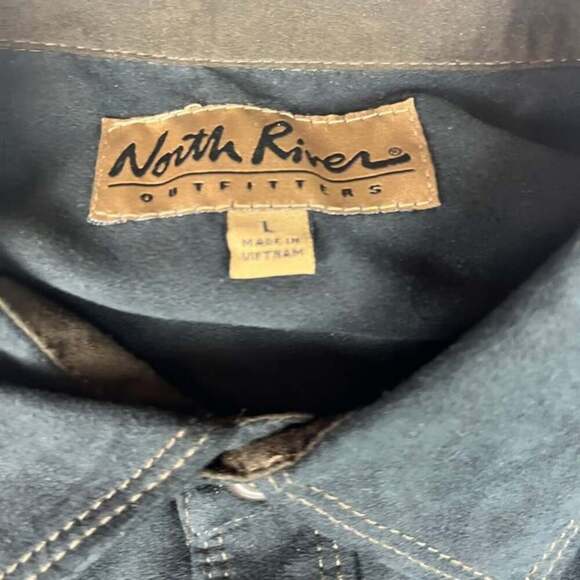 North River®
OUTFITTERS
L
MADE IN
VIETNAM